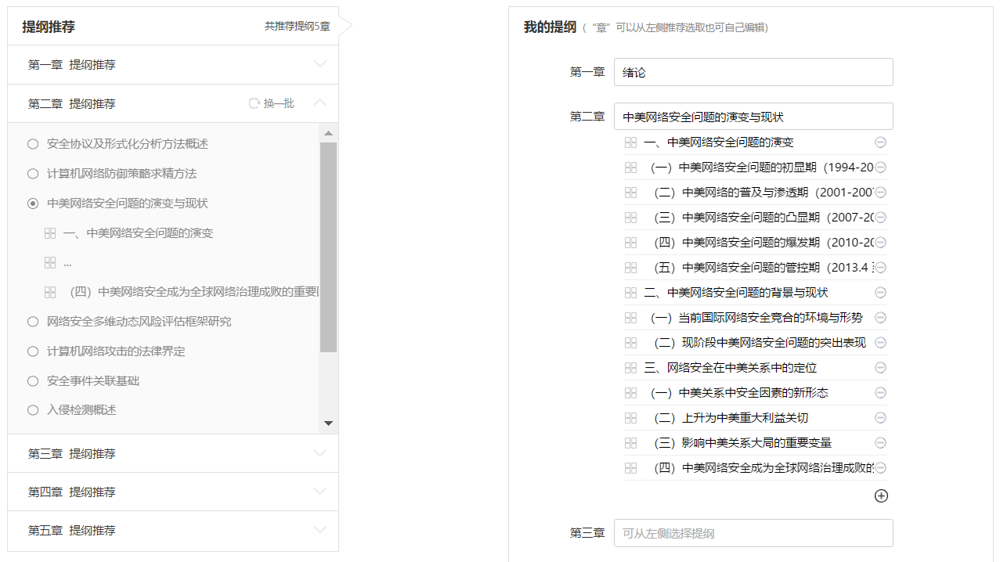 提纲推荐
共推荐提纲5章
第一章 提纲推荐
第二章 提纲推荐
换一批
安全协议及形式化分析方法概述
计算机网络防御策略求精方法
中美网络安全问题的演变与现状
一、中美网络安全问题的演变
...
（四）中美网络安全成为全球网络治理成败的重要
网络安全多维动态风险评估框架研究
计算机网络攻击的法律界定
安全事件关联基础
入侵检测概述
第三章 提纲推荐
第四章 提纲推荐
第五章 提纲推荐
我的提纲（“章”可以从左侧推荐选取也可自己编辑）
第一章 绪论
第二章 中美网络安全问题的演变与现状
一、中美网络安全问题的演变
（一）中美网络安全问题的初显期（1994-20
（二）中美网络的普及与渗透期（2001-2007
（三）中美网络安全问题的凸显期（2007-20
（四）中美网络安全问题的爆发期（2010-20
（五）中美网络安全问题的管控期（2013.4
二、中美网络安全问题的背景与现状
（一）当前国际网络安全竞合的环境与形势
（二）现阶段中美网络安全问题的突出表现
三、网络安全在中美关系中的定位
（一）中美关系中安全因素的新形态
（二）上升为中美重大利益关切
（三）影响中美关系大局的重要变量
（四）中美网络安全成为全球网络治理成败的
第三章 可从左侧选择提纲